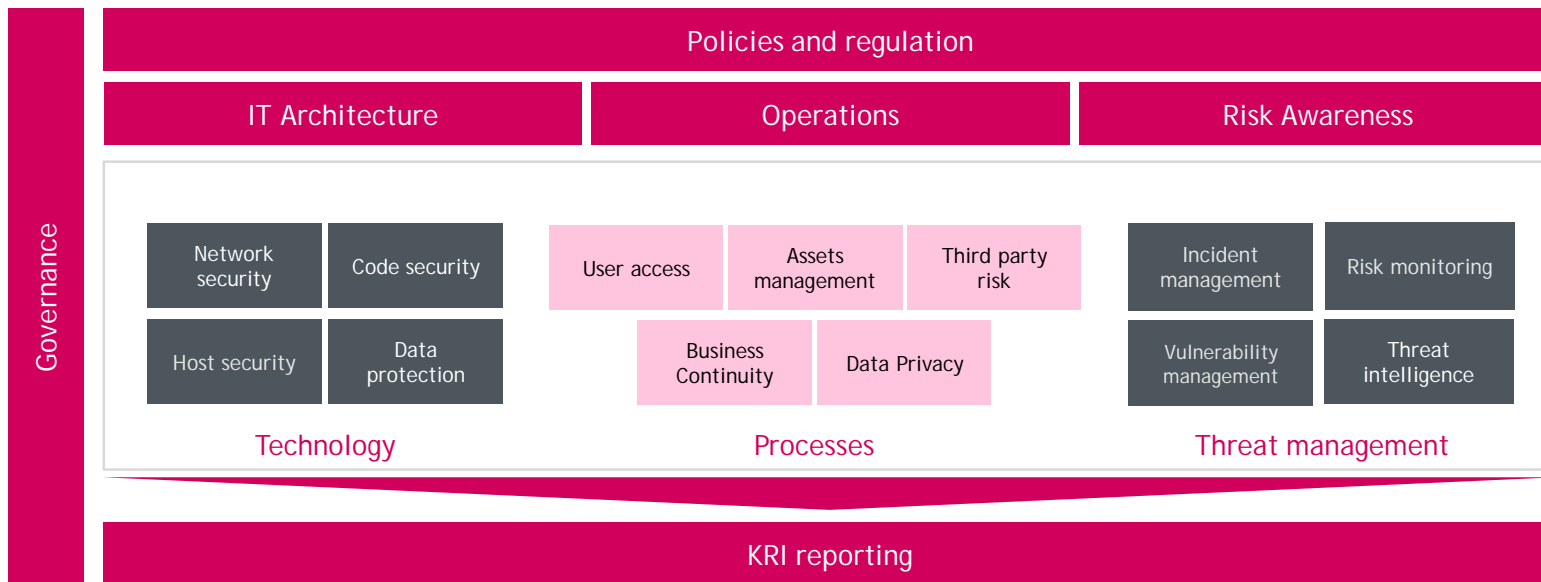 Governance
Policies and regulation
IT Architecture
Operations
Risk Awareness
Network
security
Code security
Host security
Data
protection
Technology
User access
Assets
management
Third party
risk
Business
Continuity
Data Privacy
Processes
Incident
management
Risk monitoring
Vulnerability
management
Threat
intelligence
Threat management
KRI reporting